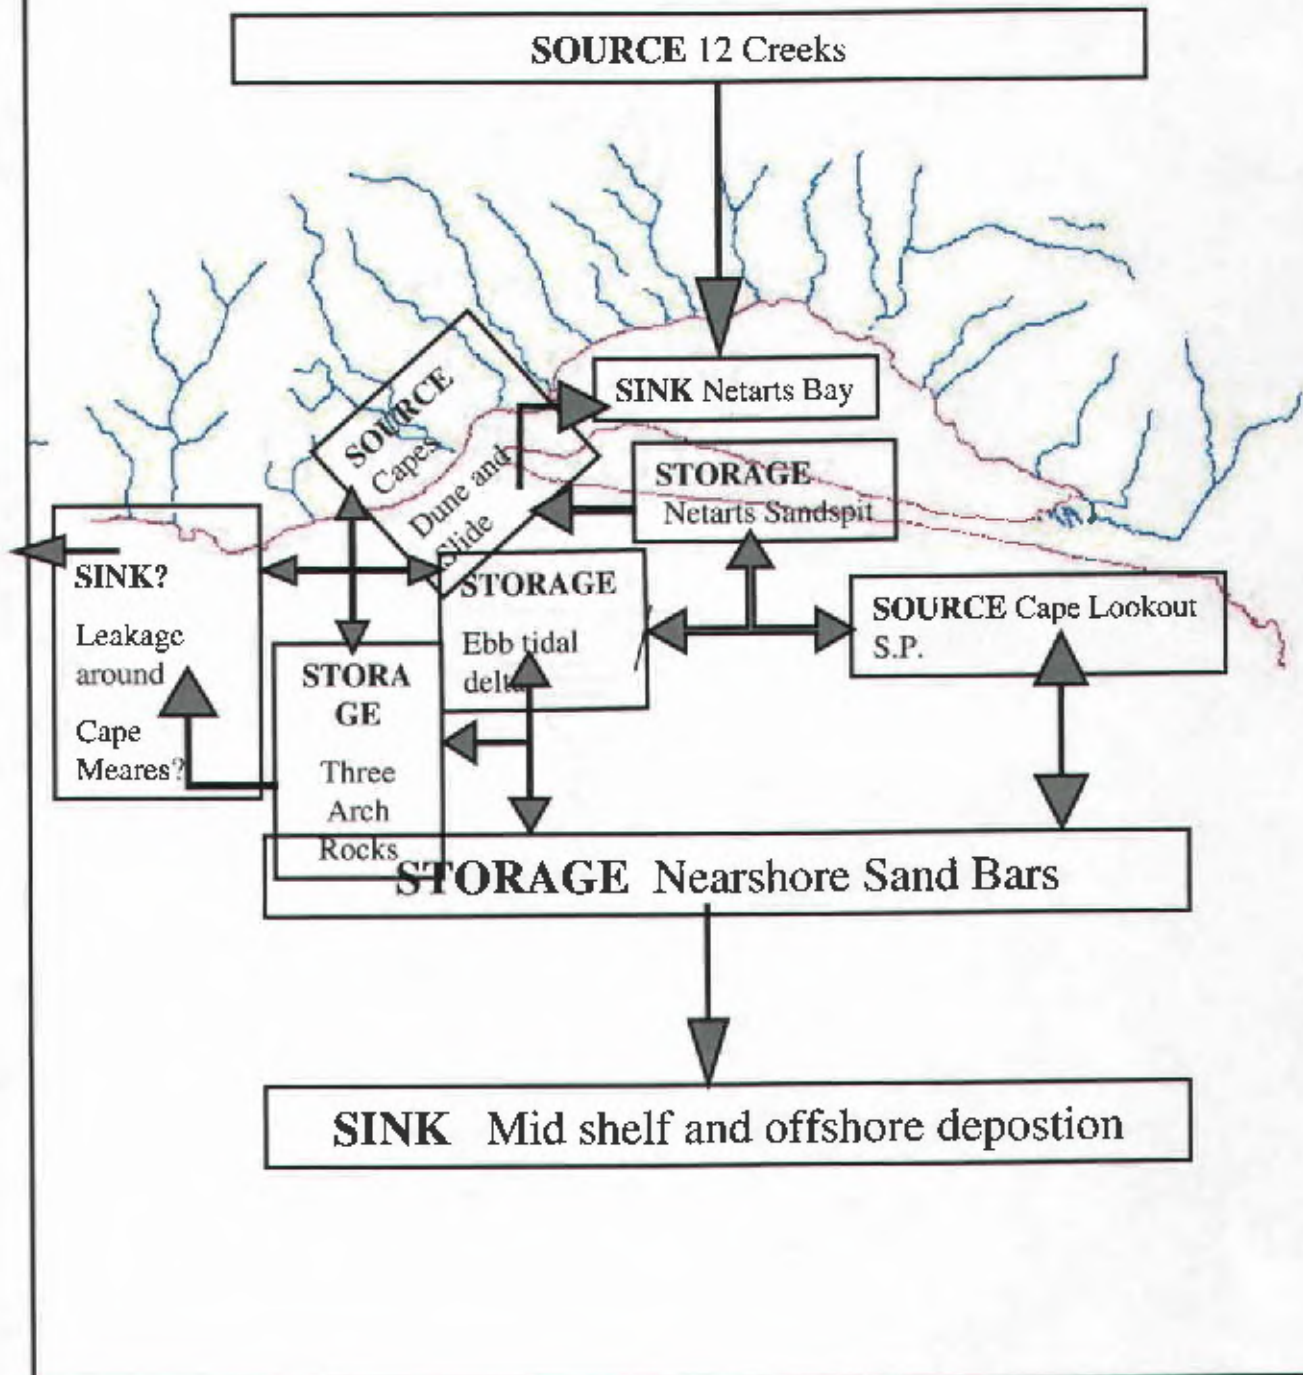 SOURCE 12 Creeks
SINK Netarts Bay
SOURCE
Capes
Dune and
Slide
STORAGE
Netarts Sandspit
SINK?
Leakage
around
Cape
Meares?
STORAGE
Ebb tidal
delta
SOURCE Cape Lookout
S.P.
STORA
GE
Three
Arch
Rocks
STORAGE Nearshore Sand Bars
SINK Mid shelf and offshore depostion